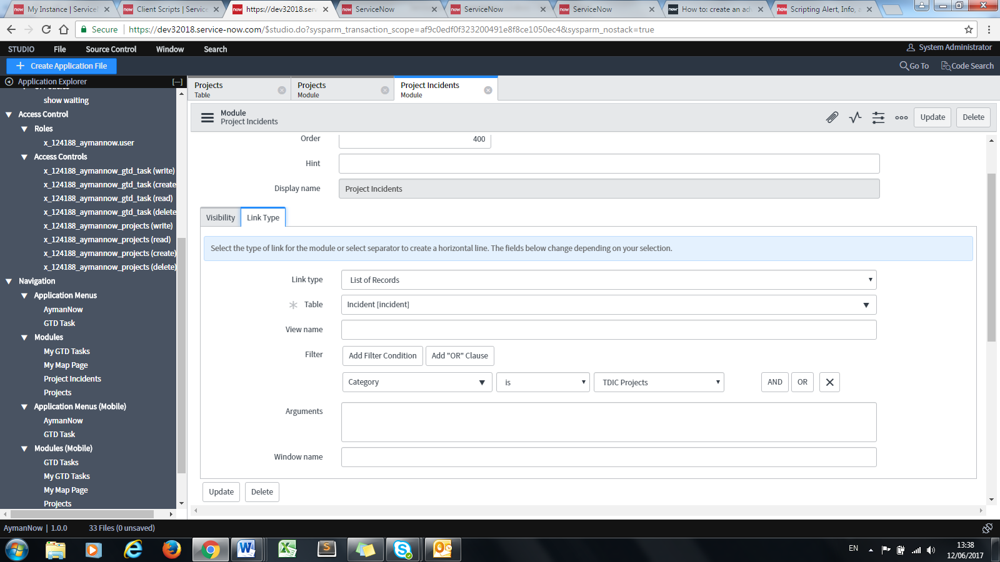 My Instance | Service
Client Scripts | Service
https://dev32018.serv
ServiceNow
ServiceNow
ServiceNow
How to: create an ad
Scripting Alert, Info, a
Secure
https://dev32018.service-now.com/$studio.do?sysparm_transaction_scope=af9c0edf0f323200491e8f8ce1050ec4&sysparm_nostack=true
STUDIO File Source Control Window Search
System Administrator
Create Application File
Go To
Code Search
Application Explorer
[—]
show waiting
Access Control
Roles
x_124188_aymannow.user
Access Controls
x_124188_aymannow_gtd_task (write)
x_124188_aymannow_gtd_task (create
x_124188_aymannow_gtd_task (read)
x_124188_aymannow_gtd_task (delete
x_124188_aymannow_projects (write)
x_124188_aymannow_projects (read)
x_124188_aymannow_projects (create)
x_124188_aymannow_projects (delete)
Navigation
Application Menus
AymanNow
GTD Task
Modules
My GTD Tasks
My Map Page
Project Incidents
Projects
Application Menus (Mobile)
AymanNow
GTD Task
Modules (Mobile)
GTD Tasks
My GTD Tasks
My Map Page
Projects
Projects
Table
Projects
Module
Project Incidents
Module
Module
Project Incidents
Update
Delete
Order
400
Hint
Display name
Project Incidents
Visibility
Link Type
Select the type of link for the module or select separator to create a horizontal line. The fields below change depending on your selection.
Link type
List of Records
Table
Incident [incident]
View name
Filter
Add Filter Condition
Add "OR" Clause
Category
is
TDIC Projects
AND
OR
Arguments
Window name
Update
Delete
AymanNow | 1.0.0
33 Files (0 unsaved)
EN
13:38
12/06/2017